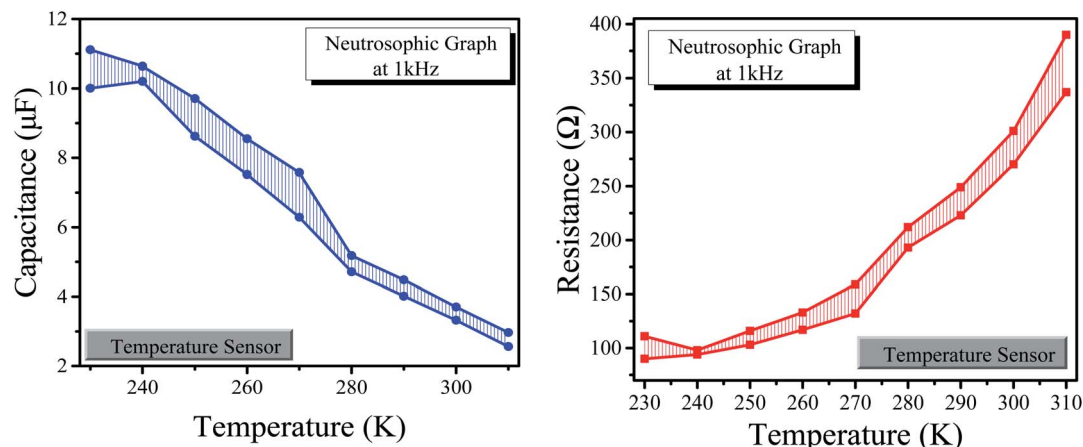 12
10
8
6
4
2
Capacitance (μF)
Neutrosophic Graph
at 1kHz
Temperature Sensor
240
260
280
300
Temperature (K)
400
350
300
250
200
150
100
Resistance (Ω)
Neutrosophic Graph
at 1kHz
Temperature Sensor
230 240 250 260 270 280 290 300 310
Temperature (K)